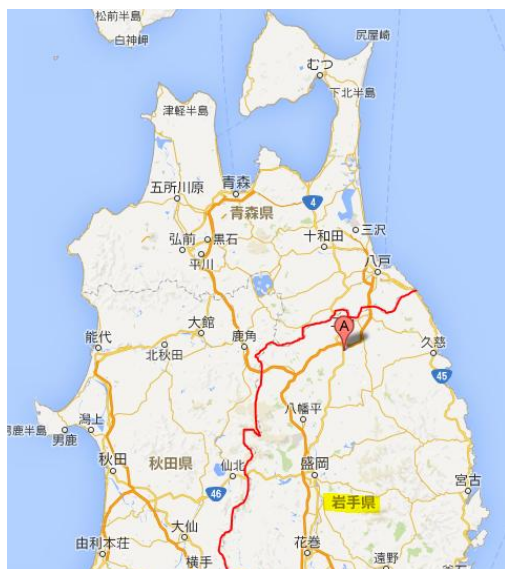 松前半島
白神岬
尻屋崎
むつ
下北半島
津軽半島
五所川原
青森
青森県
4
三沢
弘前
黒石
十和田
平川
八戸
大館
能代
北秋田
鹿角
A
久慈
45
八幡平
潟上
男鹿半島
男鹿
秋田
秋田県
仙北
盛岡
46
岩手県
宮古
大仙
由利本荘
横手
花巻
遠野